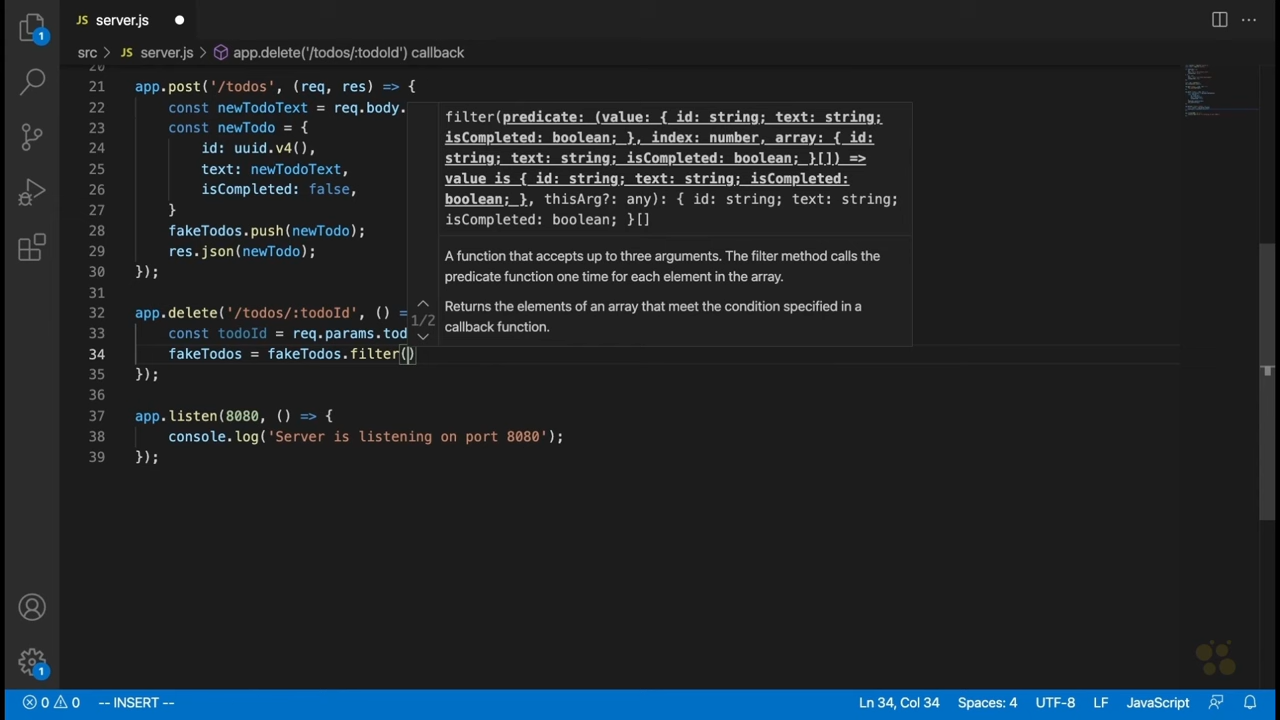 1
JS server.js
src > JS server.js > app.delete('/todos/:todoId') callback
20
21 app.post('/todos', (req, res) => {
22 const newTodoText = req.body.
23 const newTodo = {
24 id: uuid.v4(),
25 text: newTodoText,
26 isCompleted: false,
27 }
28 fakeTodos.push(newTodo);
29 res.json(newTodo);
30 });
31
32 app.delete('/todos/:todoId', () =
33 const todoId = req.params.tod
34 fakeTodos = fakeTodos.filter()
35 });
36
37 app.listen(8080, () => {
38 console.log('Server is listening on port 8080');
39 });
filter(predicate: (value: { id: string; text: string;
isCompleted: boolean; }, index: number, array: { id:
string; text: string; isCompleted: boolean; }[]) =>
value is { id: string; text: string; isCompleted:
boolean; }, thisArg?: any): { id: string; text: string;
isCompleted: boolean; }[]
A function that accepts up to three arguments. The filter method calls the
predicate function one time for each element in the array.
1/2
Returns the elements of an array that meet the condition specified in a
callback function.
1
0 0 -- INSERT -- Ln 34, Col 34 Spaces: 4 UTF-8 LF JavaScript